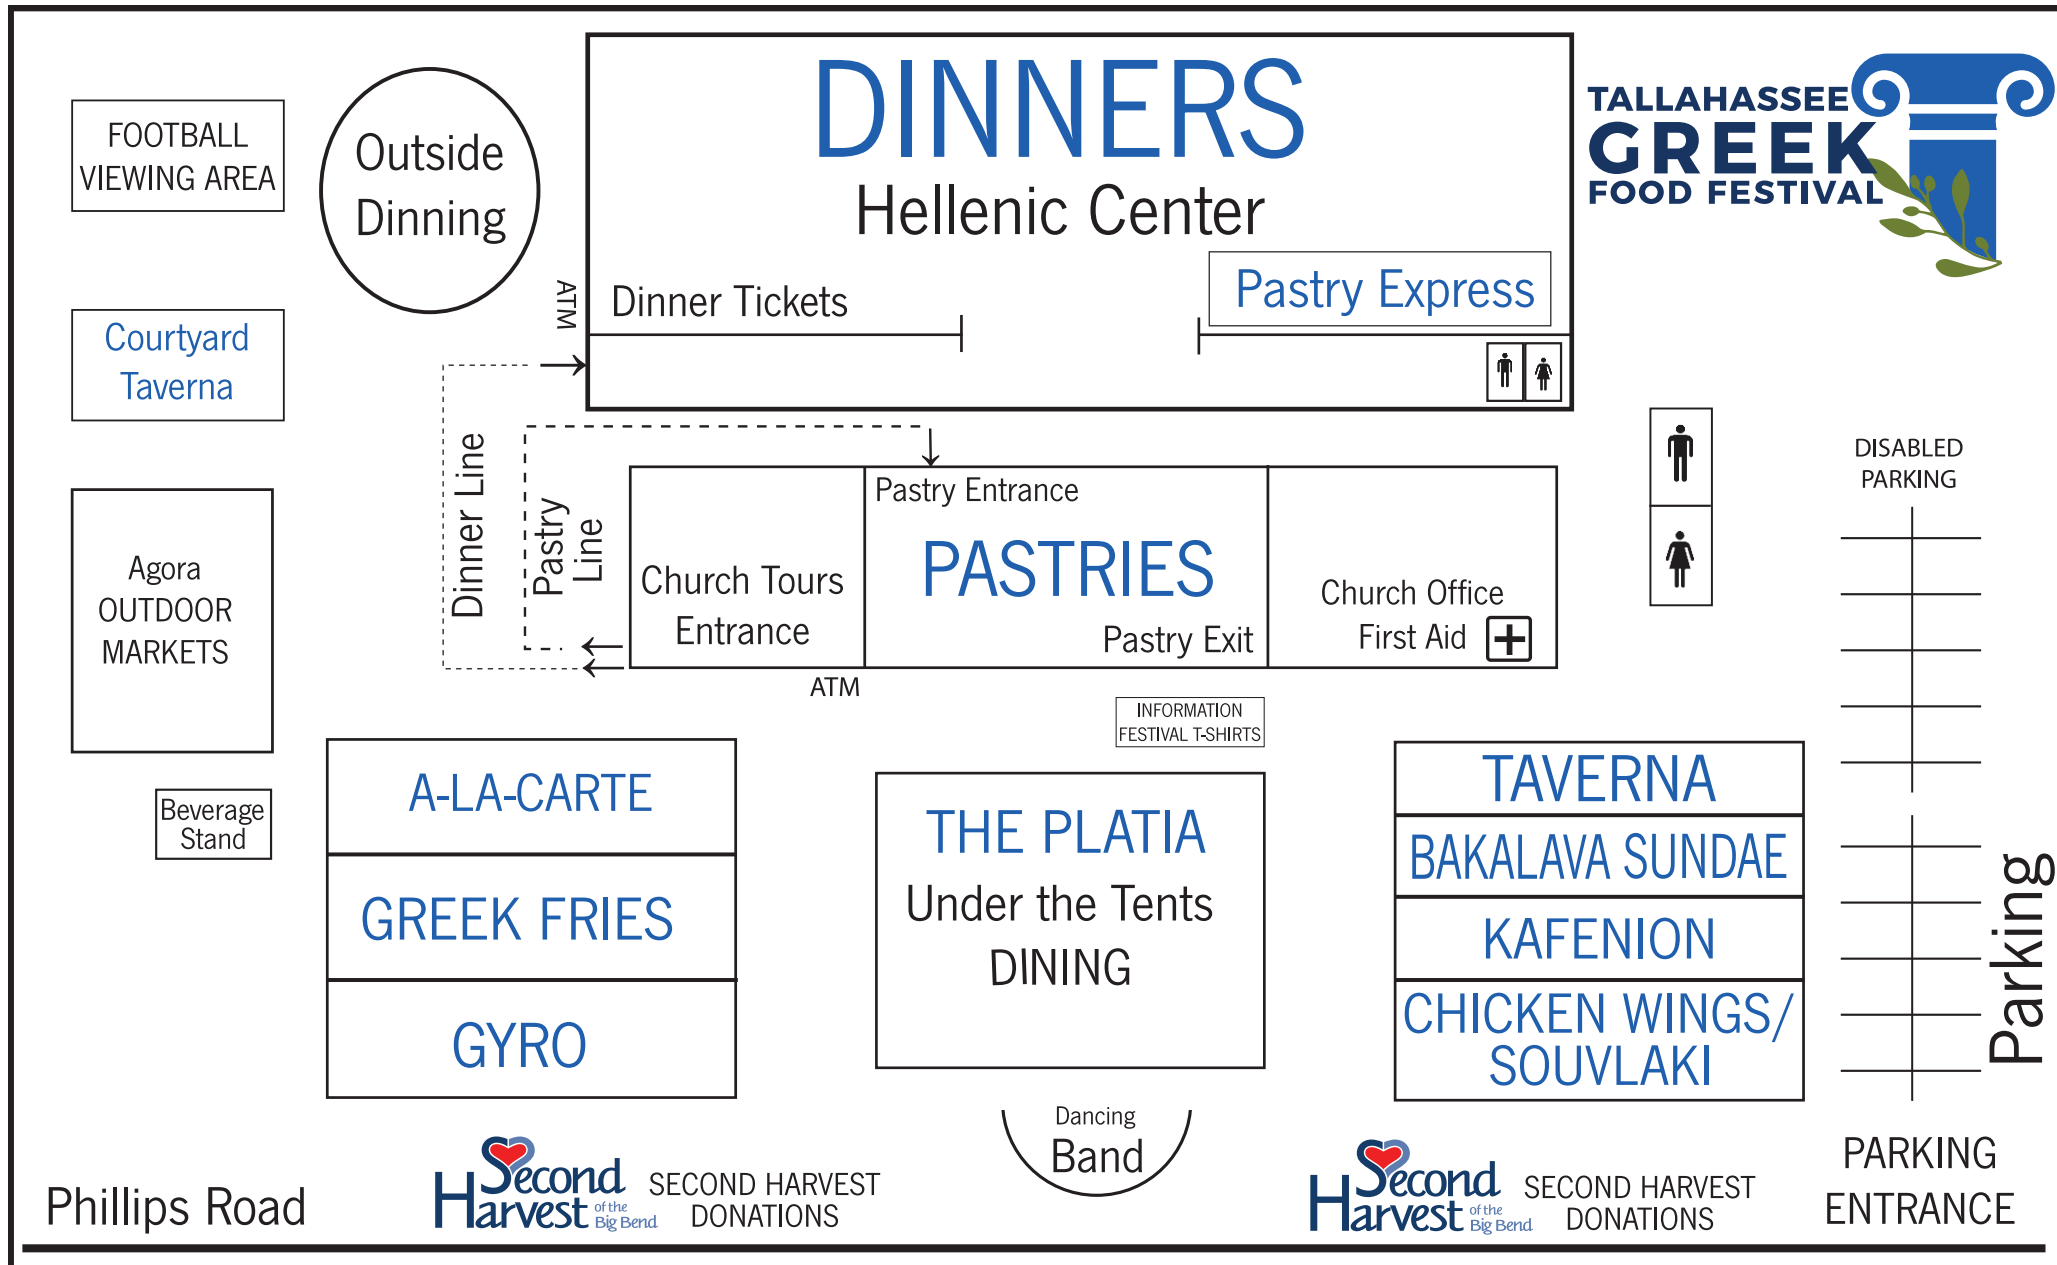 FOOTBALL
VIEWING AREA
Outside
Dinning
DINNERS
Hellenic Center
Dinner Tickets
Pastry Express
ATM
TALLAHASSEE
GREEK
FOOD FESTIVAL
Courtyard
Taverna
Dinner Line
Pastry
Line
Agora
OUTDOOR
MARKETS
Church Tours
Entrance
Pastry Entrance
PASTRIES
Pastry Exit
Church Office
First Aid
DISABLED
PARKING
ATM
INFORMATION
FESTIVAL T-SHIRTS
Beverage
Stand
A-LA-CARTE
GREEK FRIES
GYRO
THE PLATIA
Under the Tents
DINING
TAVERNA
BAKALAVA SUNDAE
KAFENION
CHICKEN WINGS/
SOUVLAKI
Parking
Dancing
Band
Phillips Road
Second
Harvest
of the
Big Bend
SECOND HARVEST
DONATIONS
Second
Harvest
of the
Big Bend
SECOND HARVEST
DONATIONS
PARKING
ENTRANCE